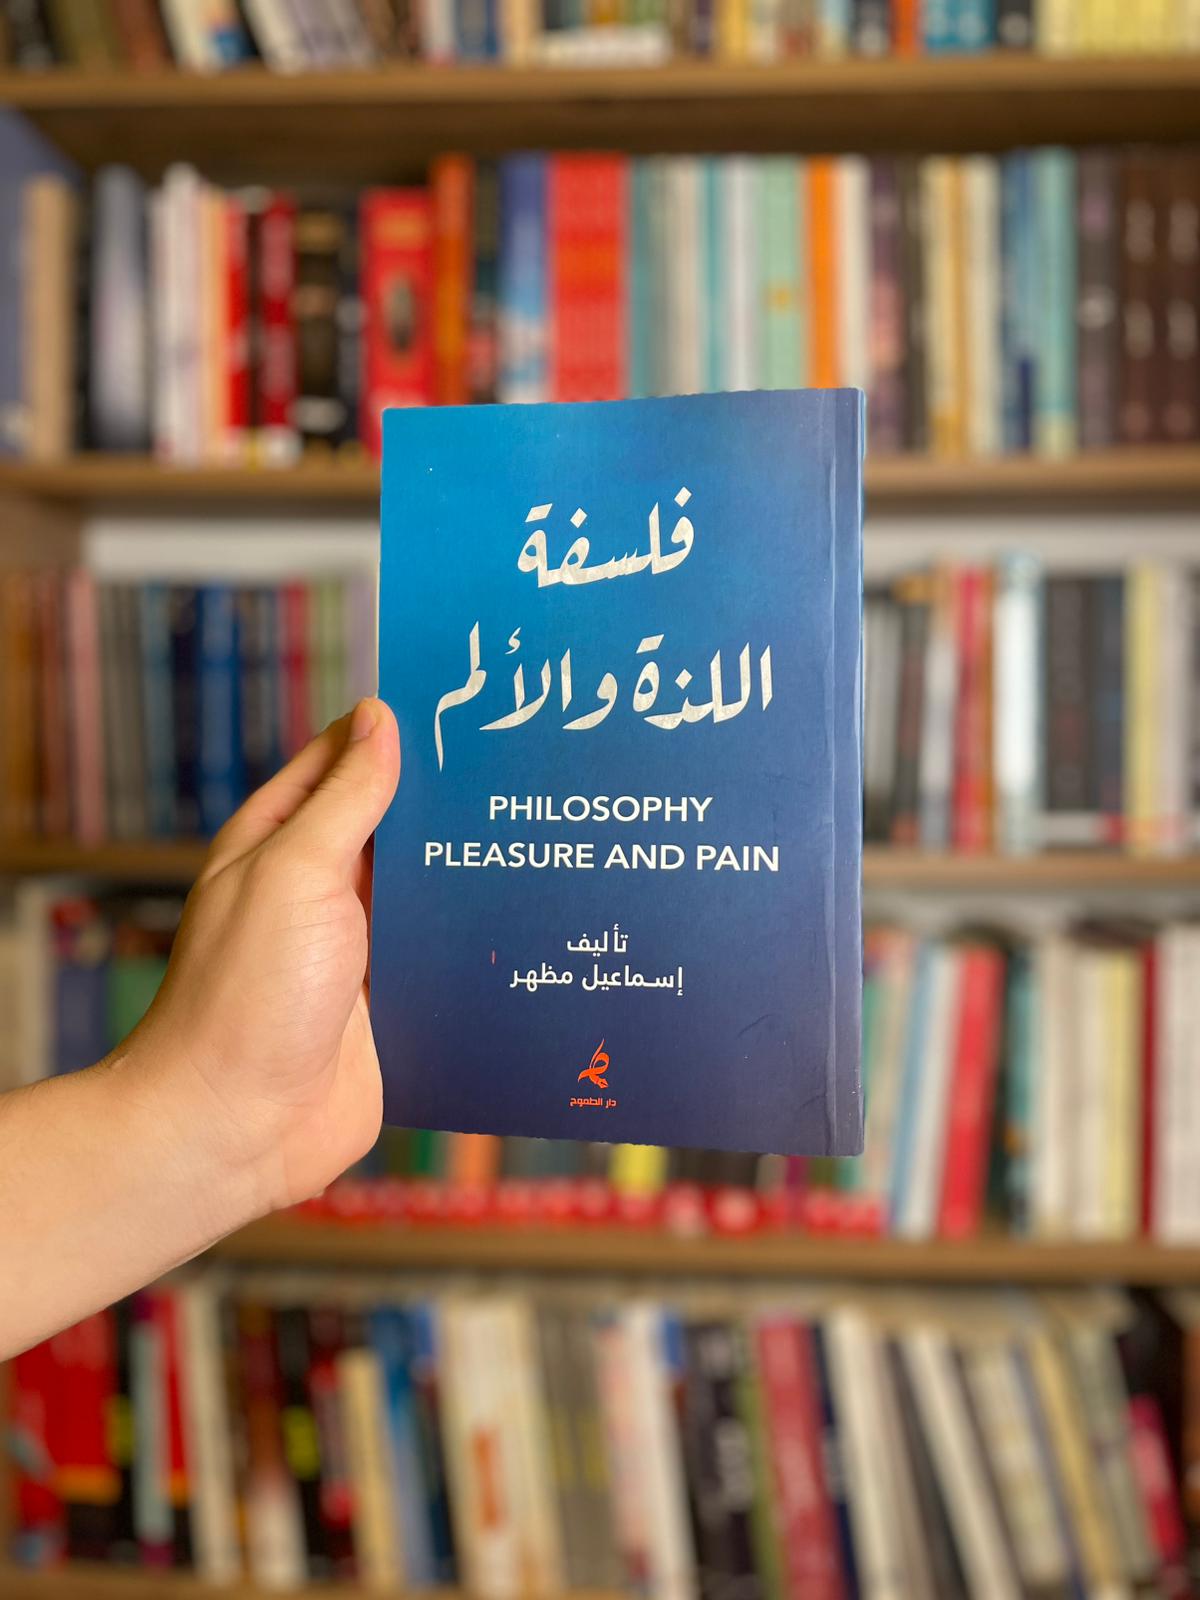 فلسفة
اللذة والألم
PHILOSOPHY
PLEASURE AND PAIN
تأليف
إسماعيل مظهر
دار الطموح